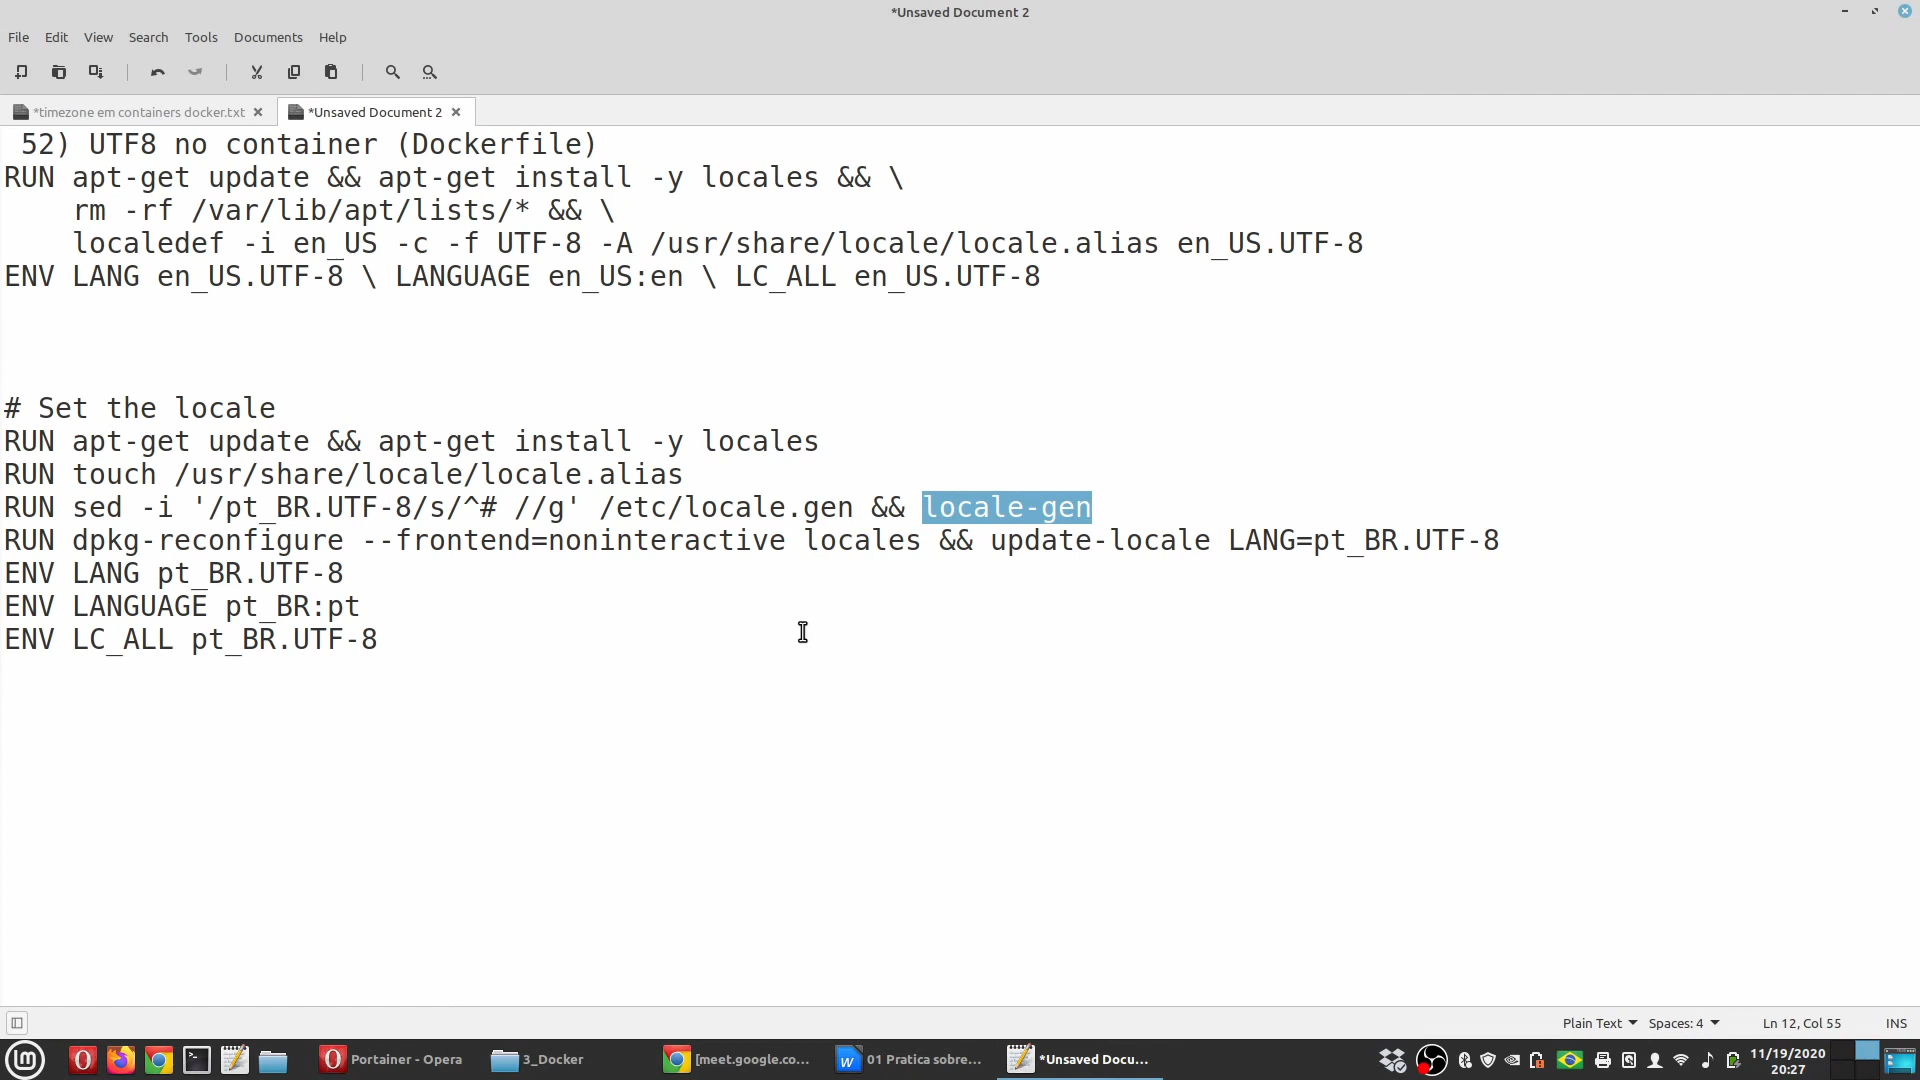 *Unsaved Document 2
File Edit View Search Tools Documents Help
*timezone em containers docker.txt *Unsaved Document 2
52) UTF8 no container (Dockerfile)
RUN apt-get update && apt-get install -y locales && \
rm -rf /var/lib/apt/lists/* && \
localedef -i en_US -c -f UTF-8 -A /usr/share/locale/locale.alias en_US.UTF-8
ENV LANG en_US.UTF-8 \ LANGUAGE en_US:en \ LC_ALL en_US.UTF-8
# Set the locale
RUN apt-get update && apt-get install -y locales
RUN touch /usr/share/locale/locale.alias
RUN sed -i '/pt_BR.UTF-8/s/^# //g' /etc/locale.gen && locale-gen
RUN dpkg-reconfigure --frontend=noninteractive locales && update-locale LANG=pt_BR.UTF-8
ENV LANG pt_BR.UTF-8
ENV LANGUAGE pt_BR:pt
ENV LC_ALL pt_BR.UTF-8
Plain Text Spaces: 4 Ln 12, Col 55 INS
Portainer - Opera 3_Docker [meet.google.co... 01 Pratica sobre... *Unsaved Docu... 11/19/2020
20:27